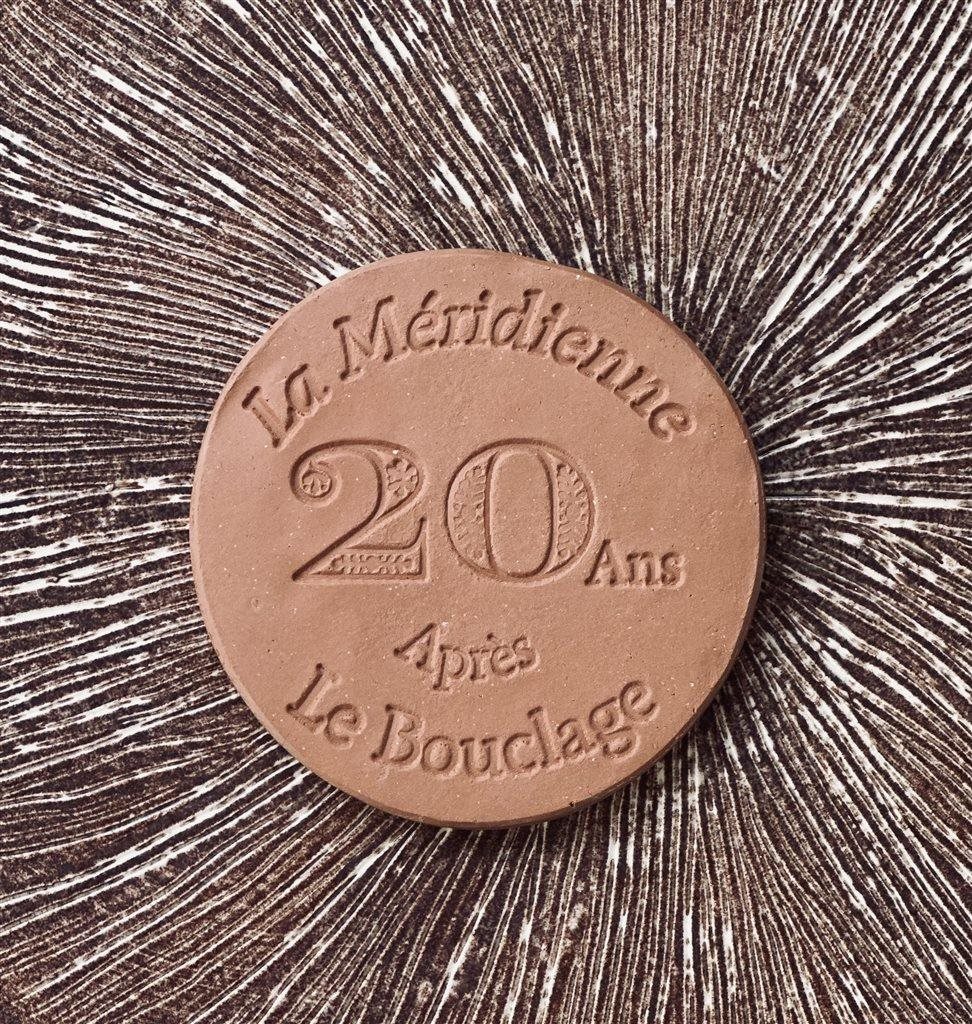 La Méridienne
20 Ans
Après
Le Bouclage